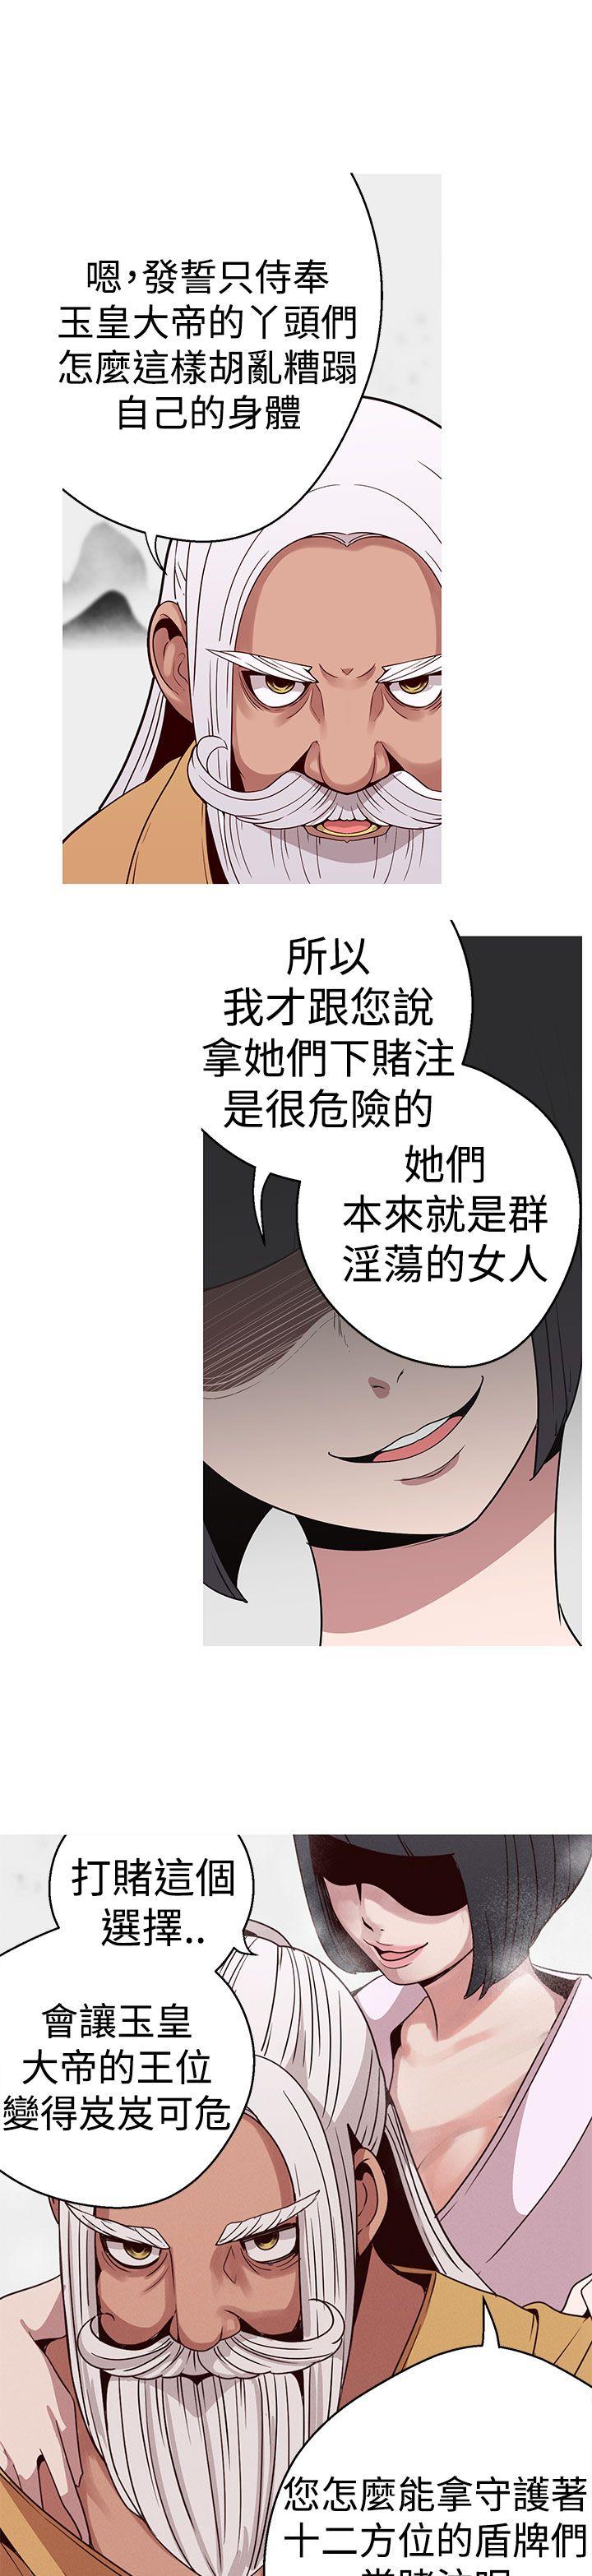 嗯，發誓只侍奉
玉皇大帝的丫頭們
怎麼這樣胡亂糟蹋
自己的身體
所以
我才跟您說
拿她們下賭注
是很危險的
她們
本來就是群
淫蕩的女人
打賭這個
選擇..
會讓玉皇
大帝的王位
變得岌岌可危
您怎麼能拿守護著
十二方位的盾牌們
當賭注呢